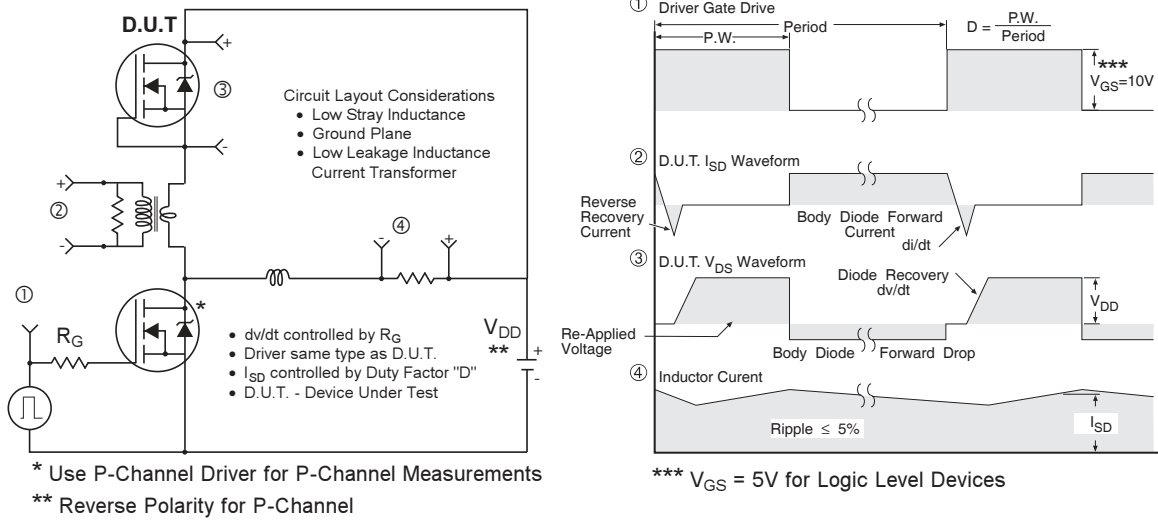 D.U.T
+
③
-
Circuit Layout Considerations
• Low Stray Inductance
• Ground Plane
• Low Leakage Inductance
Current Transformer
+
②
-
④
-
+
①
R_G
*
• dv/dt controlled by R_G
• Driver same type as D.U.T.
• I_SD controlled by Duty Factor "D"
• D.U.T. - Device Under Test
V_DD
**
+
-
* Use P-Channel Driver for P-Channel Measurements
** Reverse Polarity for P-Channel
① Driver Gate Drive
Period
P.W.
D = P.W. / Period
***
V_GS=10V
② D.U.T. I_SD Waveform
Reverse
Recovery
Current
Body Diode Forward
Current
di/dt
③ D.U.T. V_DS Waveform
Diode Recovery
dv/dt
V_DD
Re-Applied
Voltage
Body Diode Forward Drop
④ Inductor Curent
Ripple ≤ 5%
I_SD
*** V_GS = 5V for Logic Level Devices